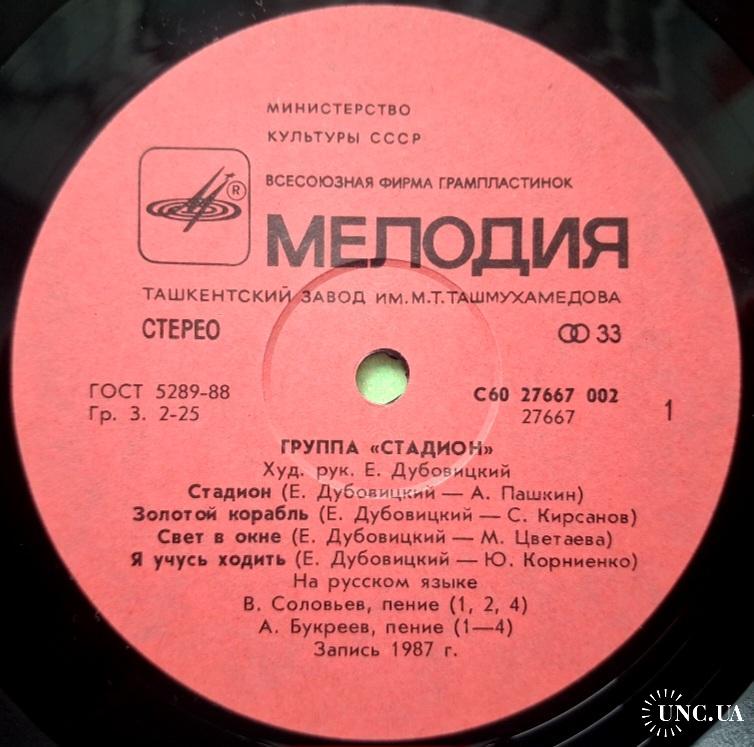 МИНИСТЕРСТВО
КУЛЬТУРЫ СССР
ВСЕСОЮЗНАЯ ФИРМА ГРАМПЛАСТИНОК
®
МЕЛОДИЯ
ТАШКЕНТСКИЙ ЗАВОД ИМ. М.Т. ТАШМУХАМЕДОВА
СТЕРЕО 33
ГОСТ 5289-88 С60 27667 002
Гр. 3. 2-25 27667 1
ГРУППА «СТАДИОН»
Худ. рук. Е. Дубовицкий
Стадион (Е. Дубовицкий — А. Пашкин)
Золотой корабль (Е. Дубовицкий — С. Кирсанов)
Свет в окне (Е. Дубовицкий — М. Цветаева)
Я учусь ходить (Е. Дубовицкий — Ю. Корниенко)
На русском языке
В. Соловьев, пение (1, 2, 4)
А. Букреев, пение (1—4)
Запись 1987 г.
UNC.UA